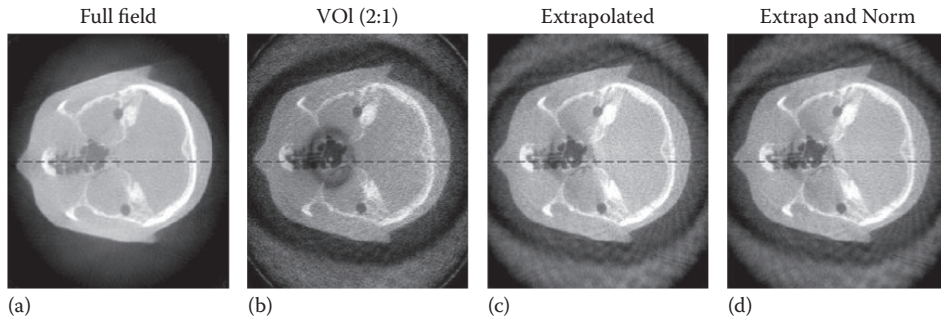 Full field
VOl (2:1)
Extrapolated
Extrap and Norm
(a)
(b)
(c)
(d)